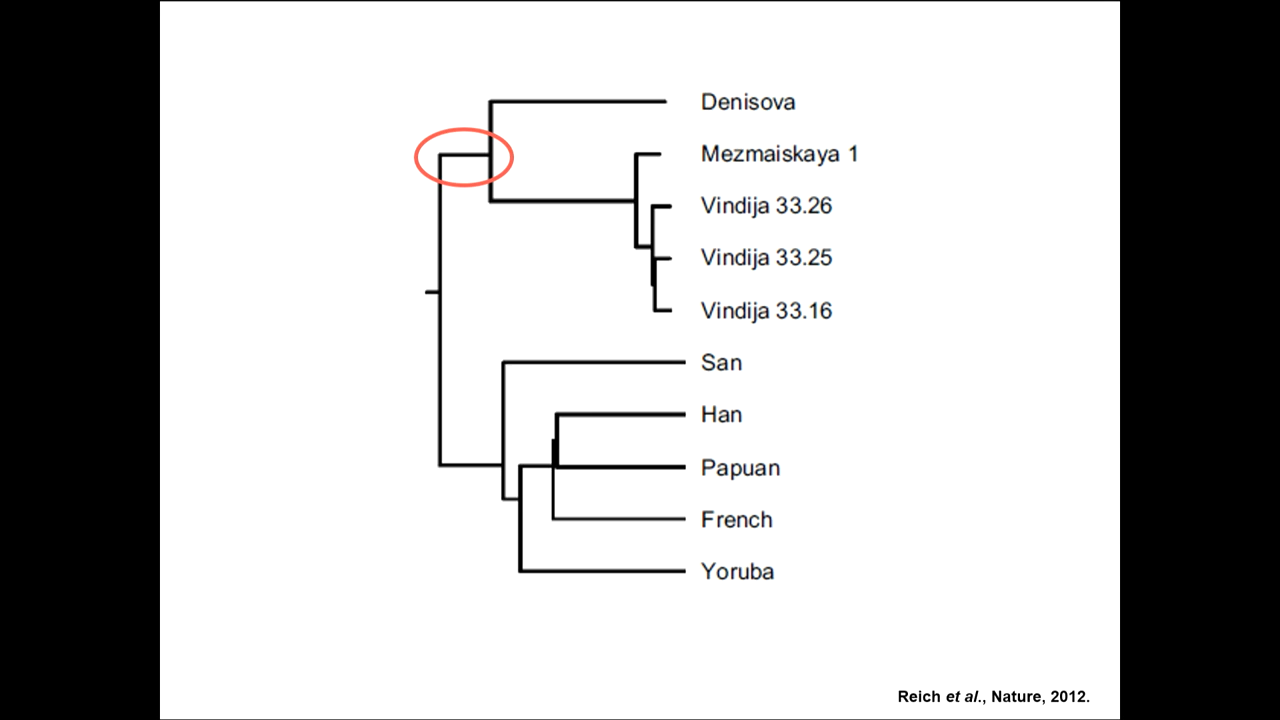 Denisova
Mezmaiskaya 1
Vindija 33.26
Vindija 33.25
Vindija 33.16
San
Han
Papuan
French
Yoruba
Reich et al., Nature, 2012.